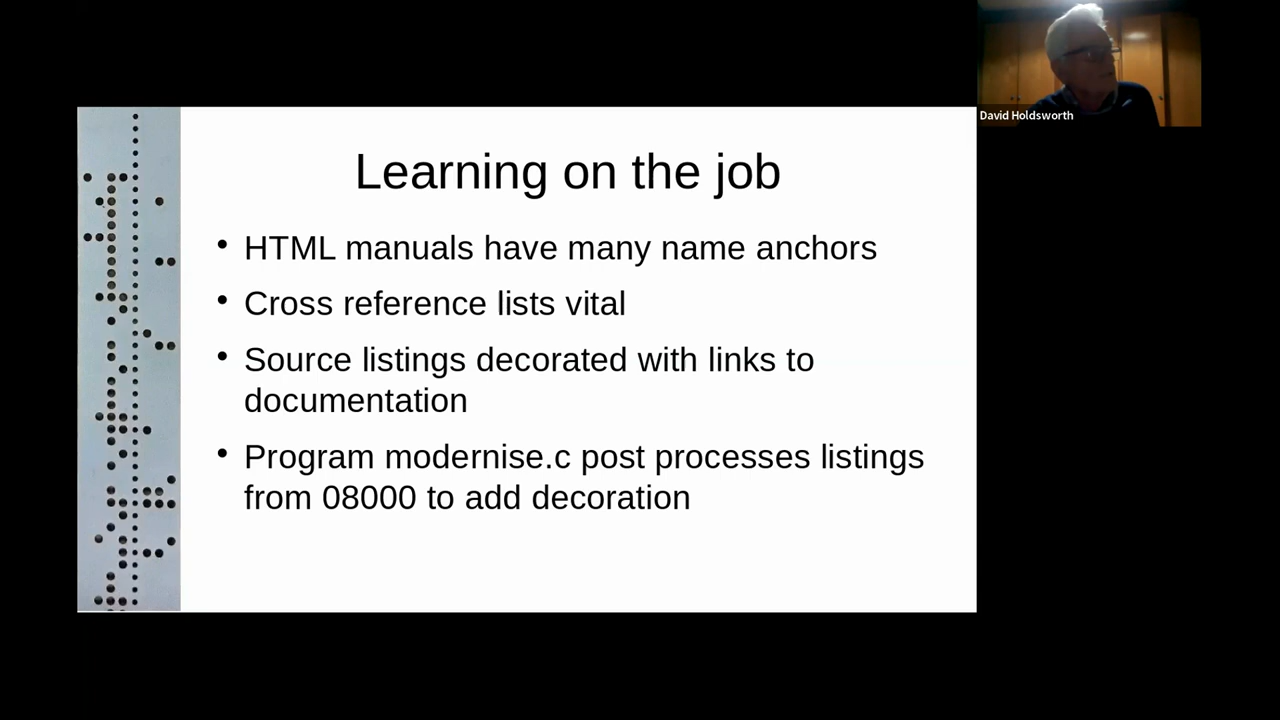 David Holdsworth
Learning on the job
• HTML manuals have many name anchors
• Cross reference lists vital
• Source listings decorated with links to
documentation
• Program modernise.c post processes listings
from 08000 to add decoration